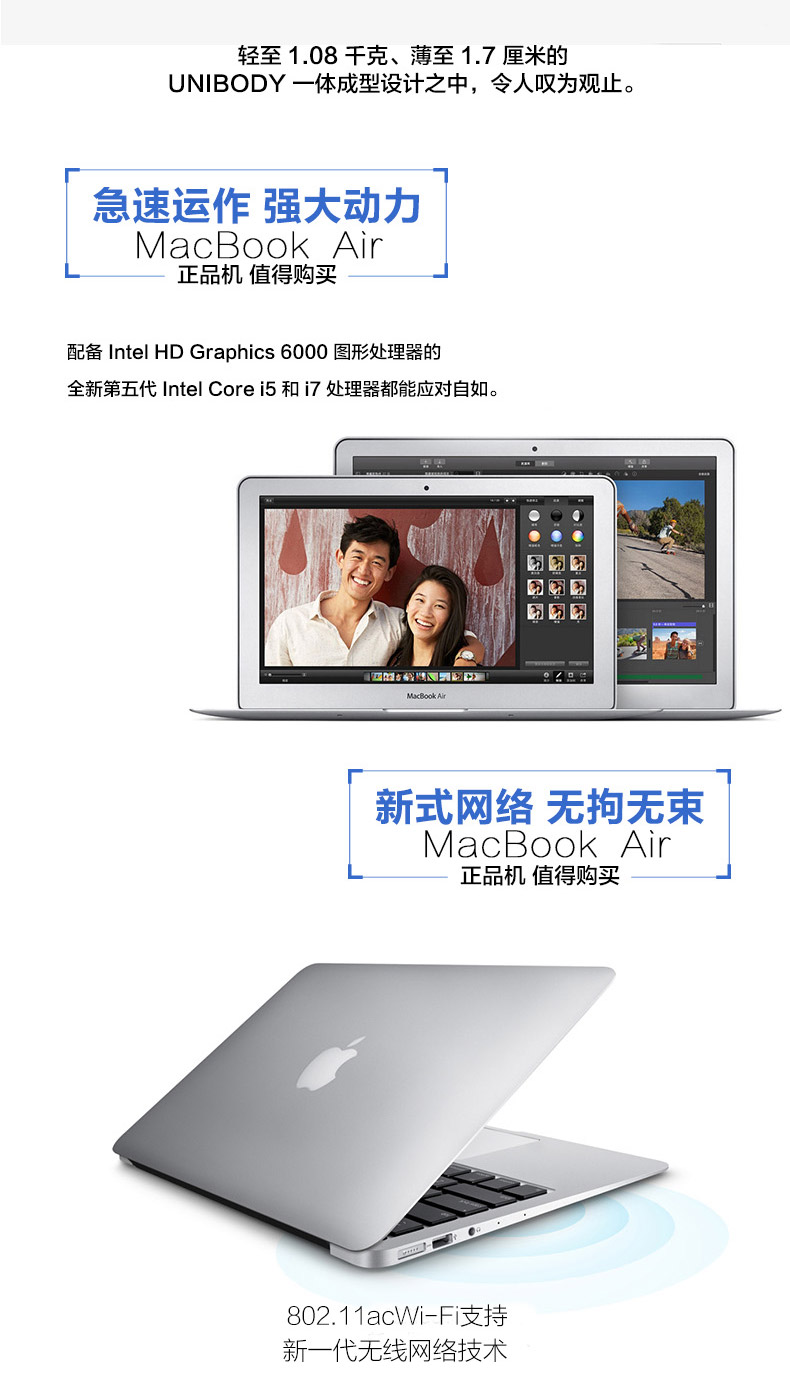 轻至 1.08 千克、薄至 1.7 厘米的
UNIBODY 一体成型设计之中，令人叹为观止。
急速运作 强大动力
MacBook Air
正品机 值得购买
配备 Intel HD Graphics 6000 图形处理器的
全新第五代 Intel Core i5 和 i7 处理器都能应对自如。
MacBook Air
新式网络 无拘无束
MacBook Air
正品机 值得购买
802.11acWi-Fi支持
新一代无线网络技术